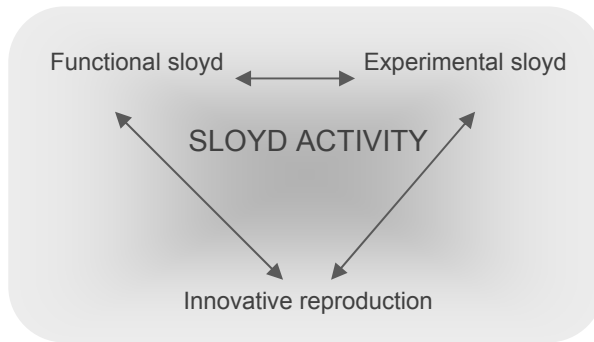 Functional sloyd
Experimental sloyd
SLOYD ACTIVITY
Innovative reproduction